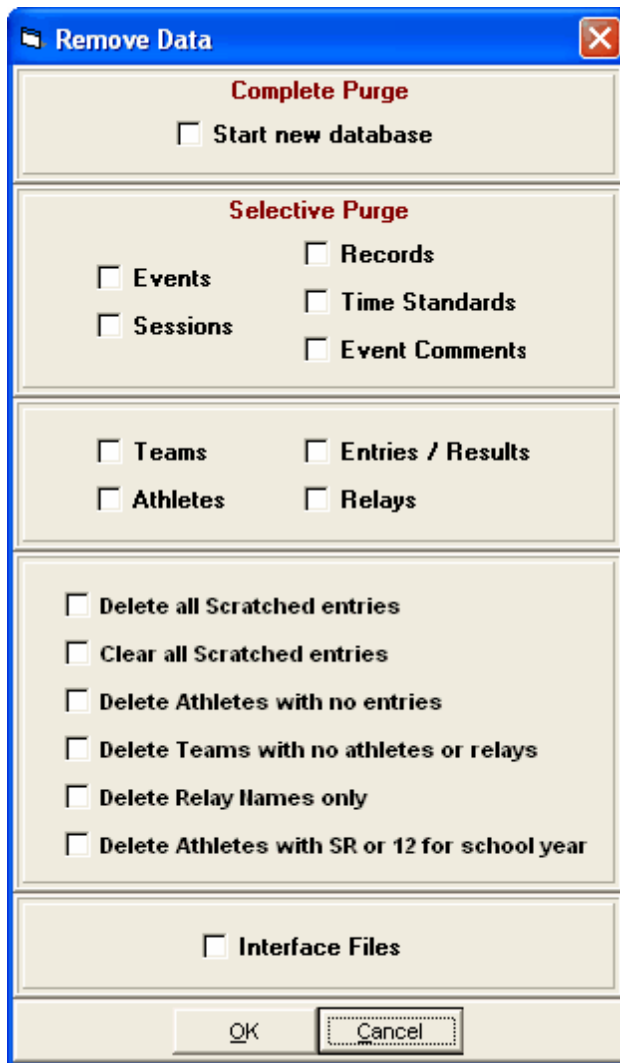 Remove Data
Complete Purge
Start new database
Selective Purge
Events
Sessions
Records
Time Standards
Event Comments
Teams
Athletes
Entries / Results
Relays
Delete all Scratched entries
Clear all Scratched entries
Delete Athletes with no entries
Delete Teams with no athletes or relays
Delete Relay Names only
Delete Athletes with SR or 12 for school year
Interface Files
OK
Cancel